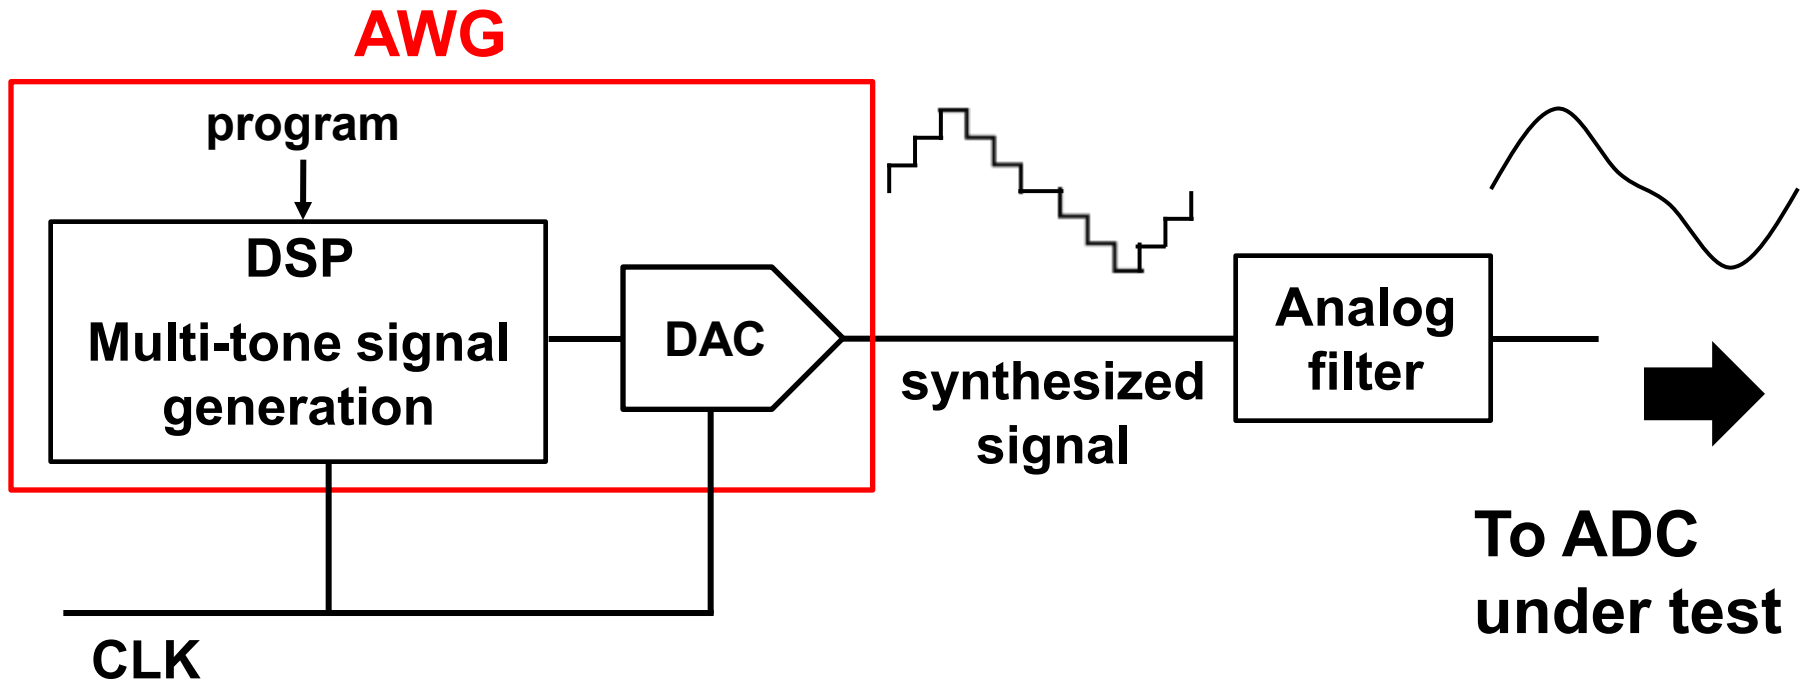 AWG
program
DSP
Multi-tone signal
generation
DAC
synthesized
signal
Analog
filter
To ADC
under test
CLK